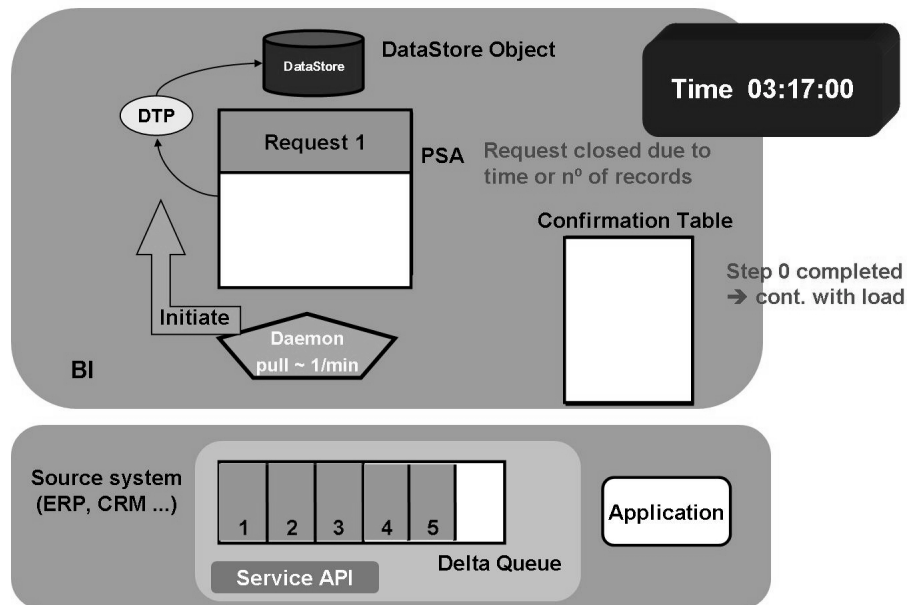 DataStore Object
DataStore
Time 03:17:00
DTP
Request 1
PSA
Request closed due to
time or nº of records
Confirmation Table
Step 0 completed
➔ cont. with load
Initiate
Daemon
pull ~ 1/min
BI
Source system
(ERP, CRM ...)
1 2 3 4 5
Application
Delta Queue
Service API